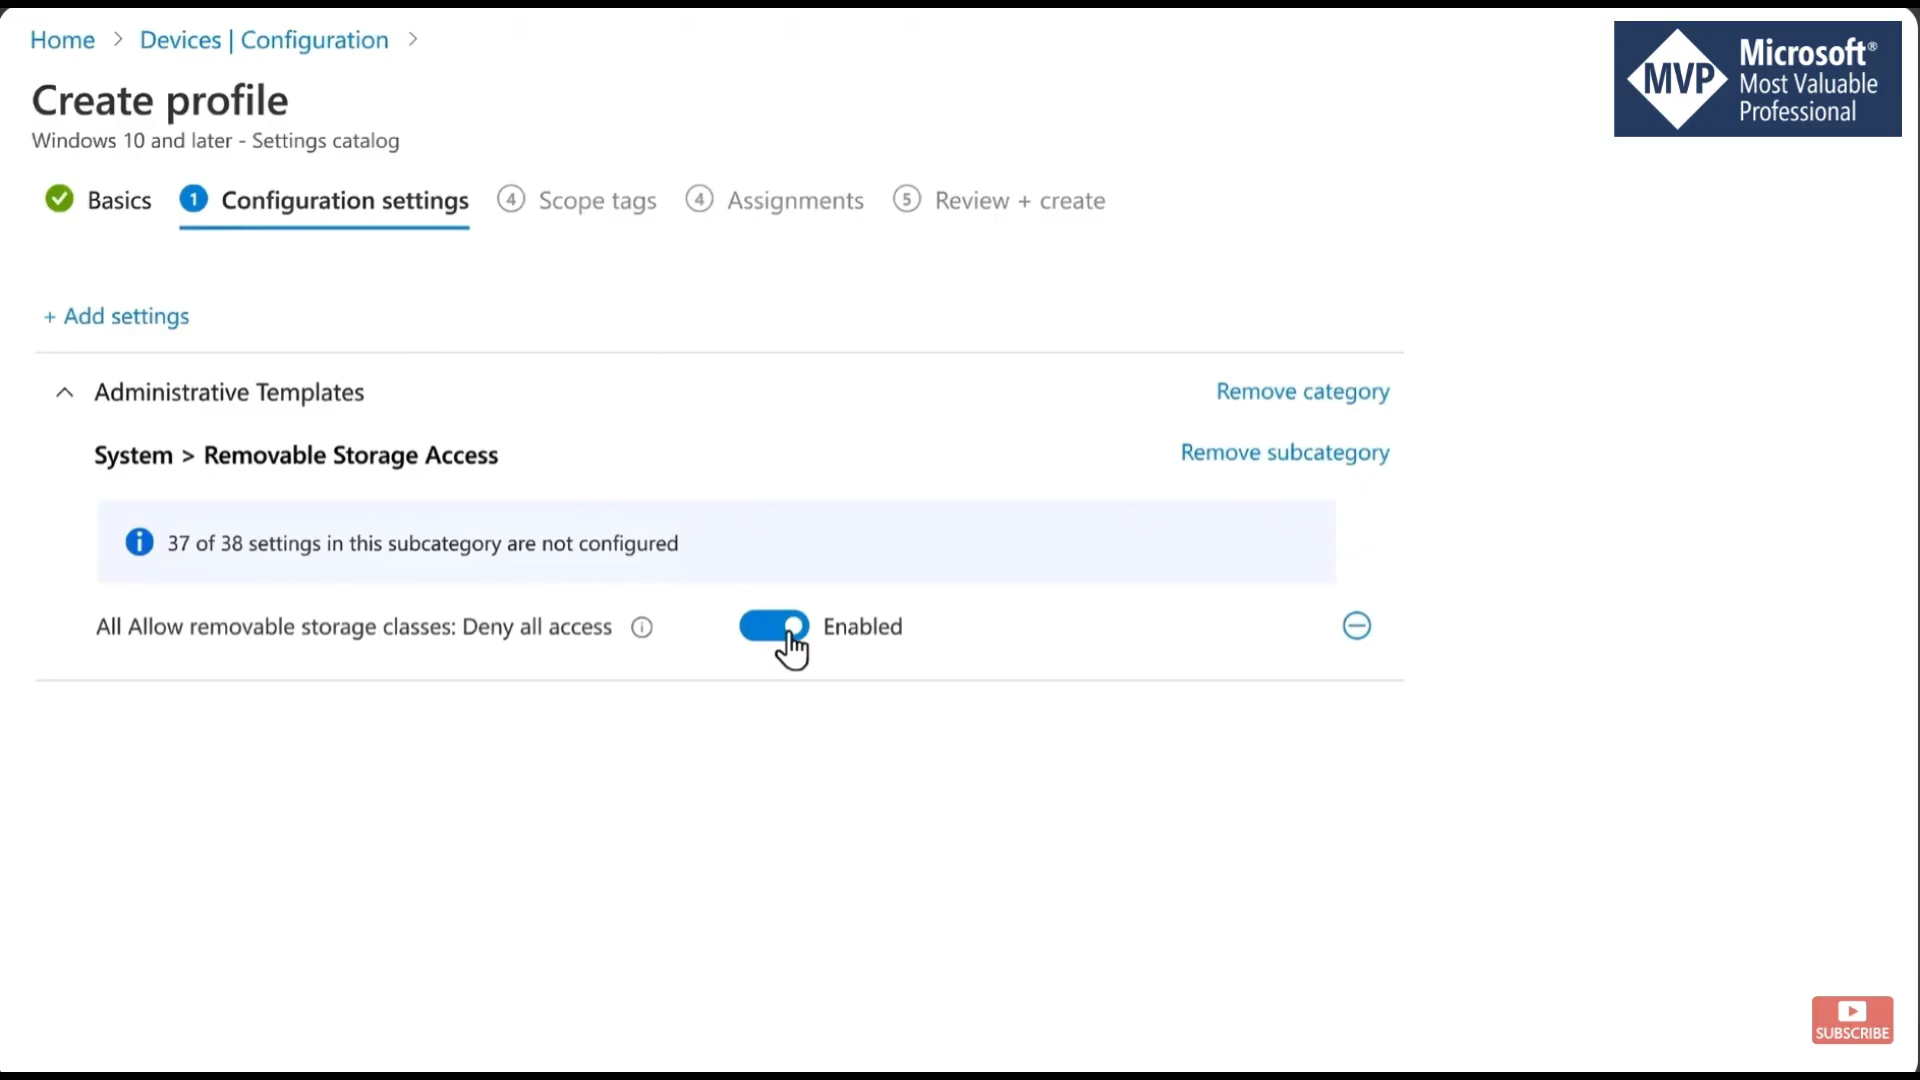 Home > Devices | Configuration >
MVP
Microsoft®
Most Valuable
Professional
Create profile
Windows 10 and later - Settings catalog
Basics 1 Configuration settings 4 Scope tags 4 Assignments 5 Review + create
+ Add settings
Administrative Templates Remove category
System > Removable Storage Access Remove subcategory
37 of 38 settings in this subcategory are not configured
All Allow removable storage classes: Deny all access Enabled
SUBSCRIBE